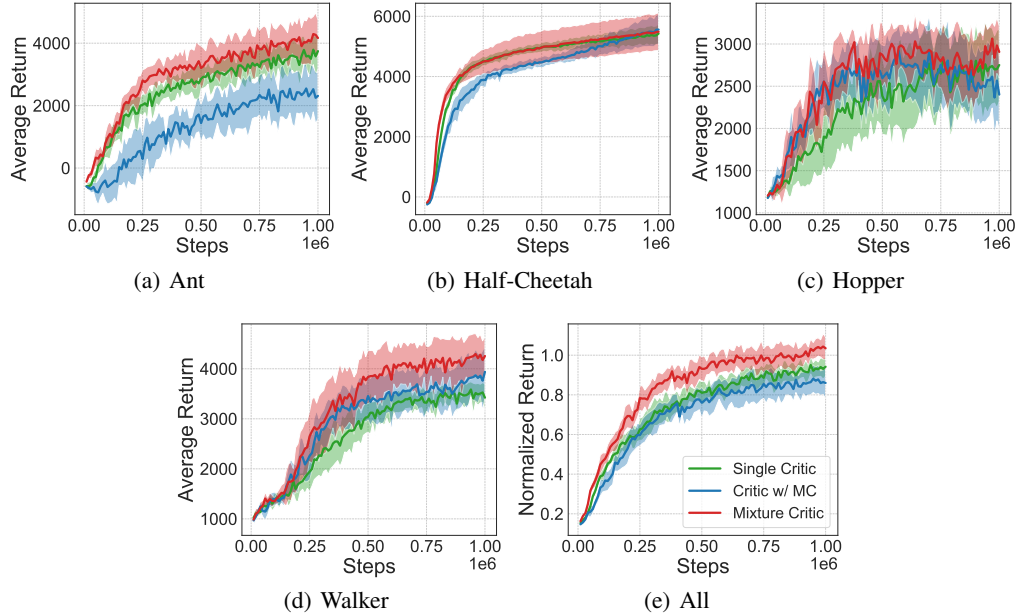 Average Return
4000
2000
0
0.00 0.25 0.50 0.75 1.00
Steps 1e6
(a) Ant
Average Return
6000
4000
2000
0
0.00 0.25 0.50 0.75 1.00
Steps 1e6
(b) Half-Cheetah
Average Return
3000
2500
2000
1500
1000
0.00 0.25 0.50 0.75 1.00
Steps 1e6
(c) Hopper
Average Return
4000
3000
2000
1000
0.00 0.25 0.50 0.75 1.00
Steps 1e6
(d) Walker
Normalized Return
1.0
0.8
0.6
0.4
0.2
Single Critic
Critic w/ MC
Mixture Critic
0.00 0.25 0.50 0.75 1.00
Steps 1e6
(e) All